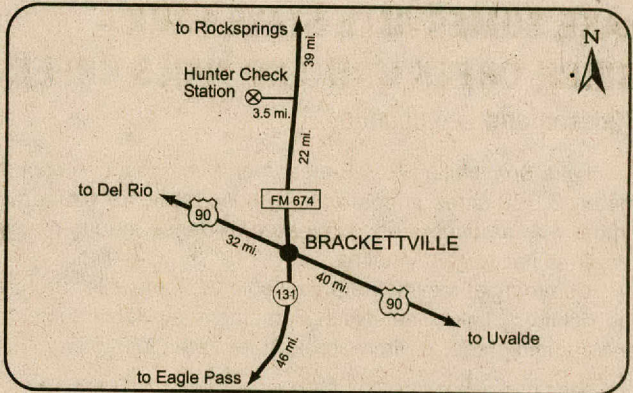 to Rocksprings
39 mi.
N
Hunter Check
Station
3.5 mi.
22 mi.
to Del Rio
90
FM 674
32 mi.
BRACKETTVILLE
40 mi.
131
90
to Uvalde
46 mi.
to Eagle Pass